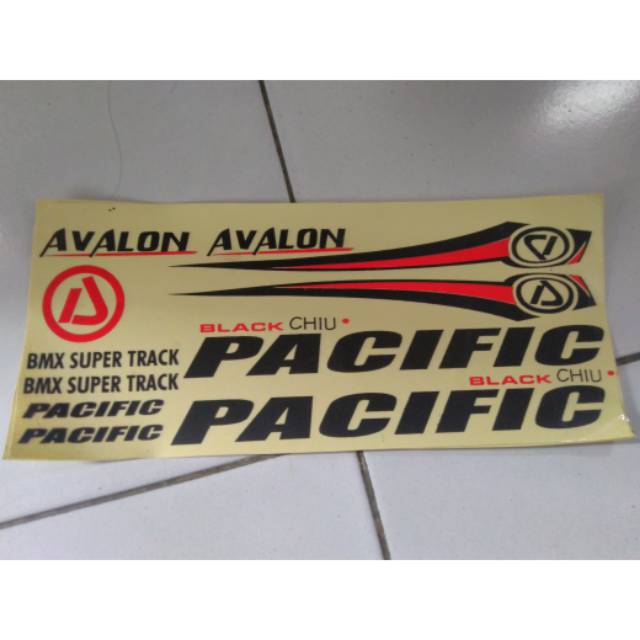 AVALON AVALON
BLACK CHIU
PACIFIC
BMX SUPER TRACK
BMX SUPER TRACK
BLACK CHIU
PACIFIC
PACIFIC
PACIFIC